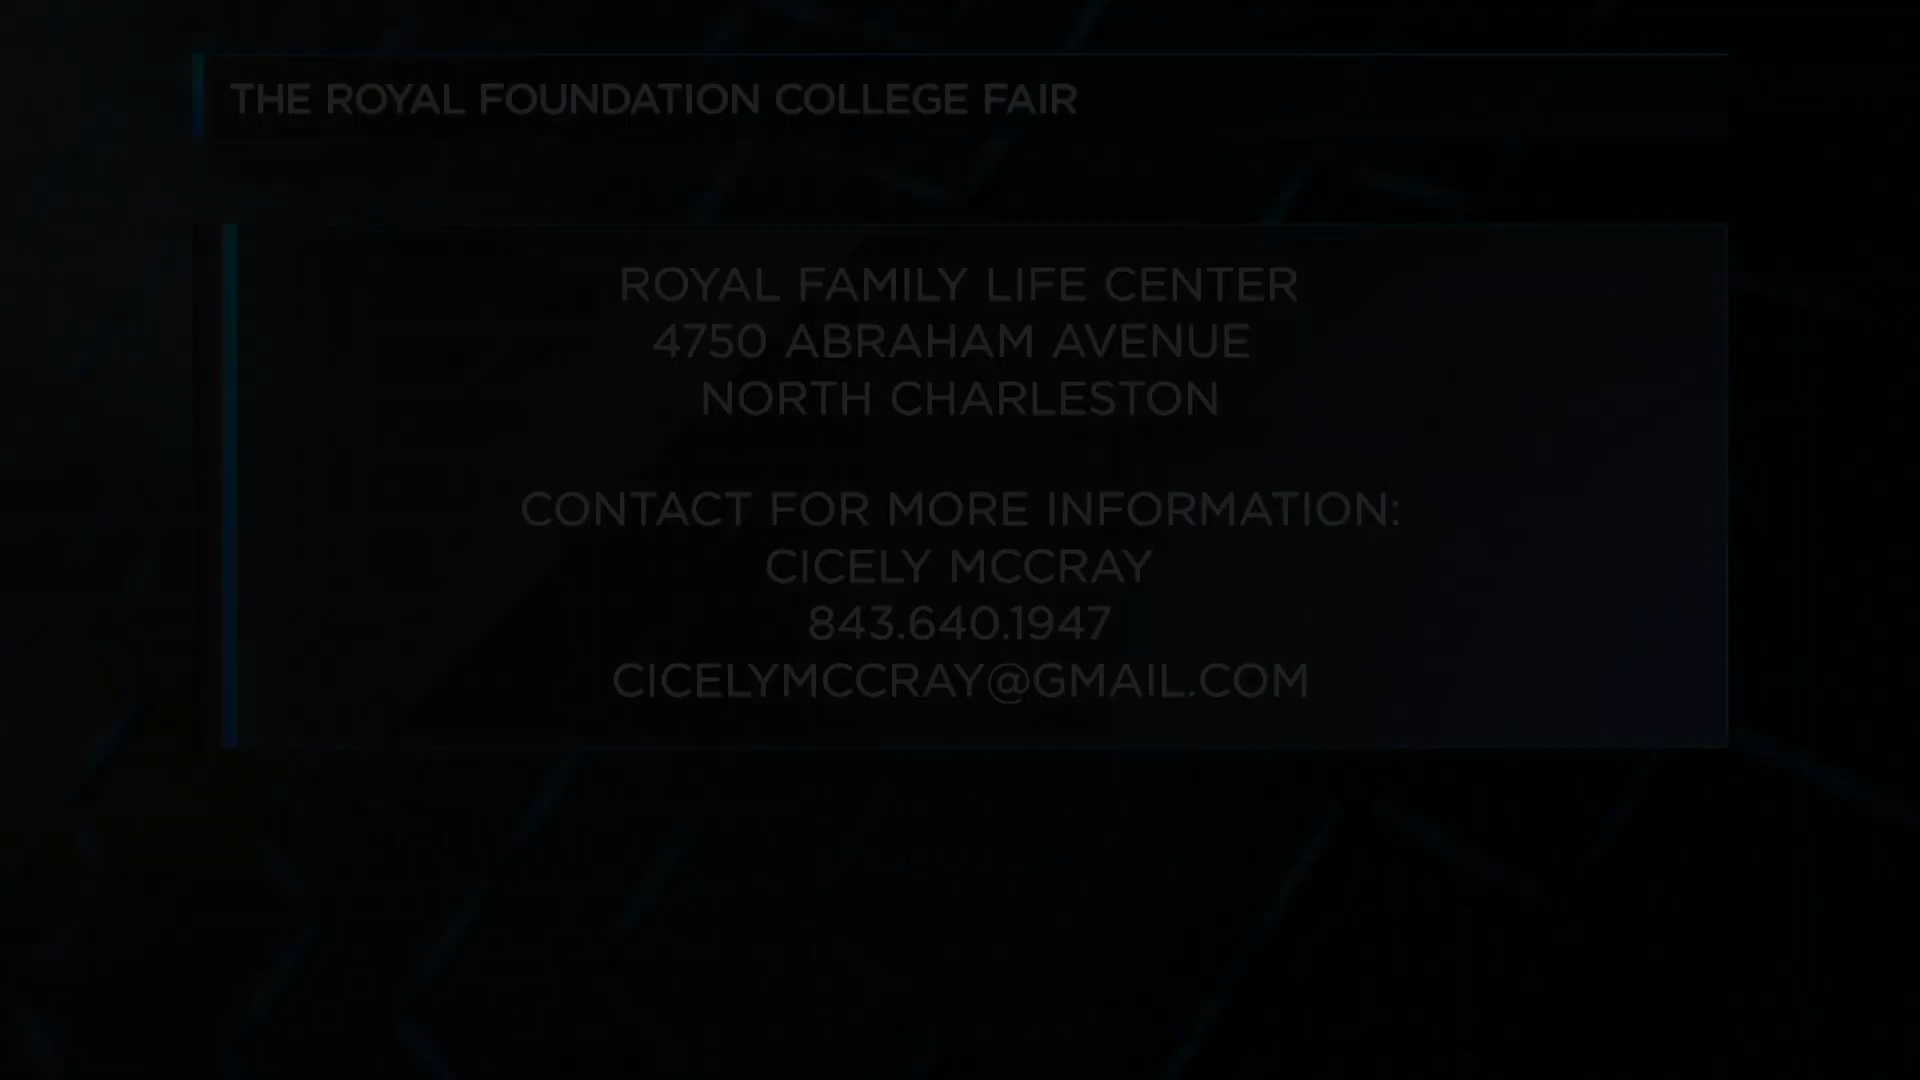 THE ROYAL FOUNDATION COLLEGE FAIR
ROYAL FAMILY LIFE CENTER
4750 ABRAHAM AVENUE
NORTH CHARLESTON
CONTACT FOR MORE INFORMATION:
CICELY MCCRAY
843.640.1947
CICELYMCCRAY@GMAIL.COM